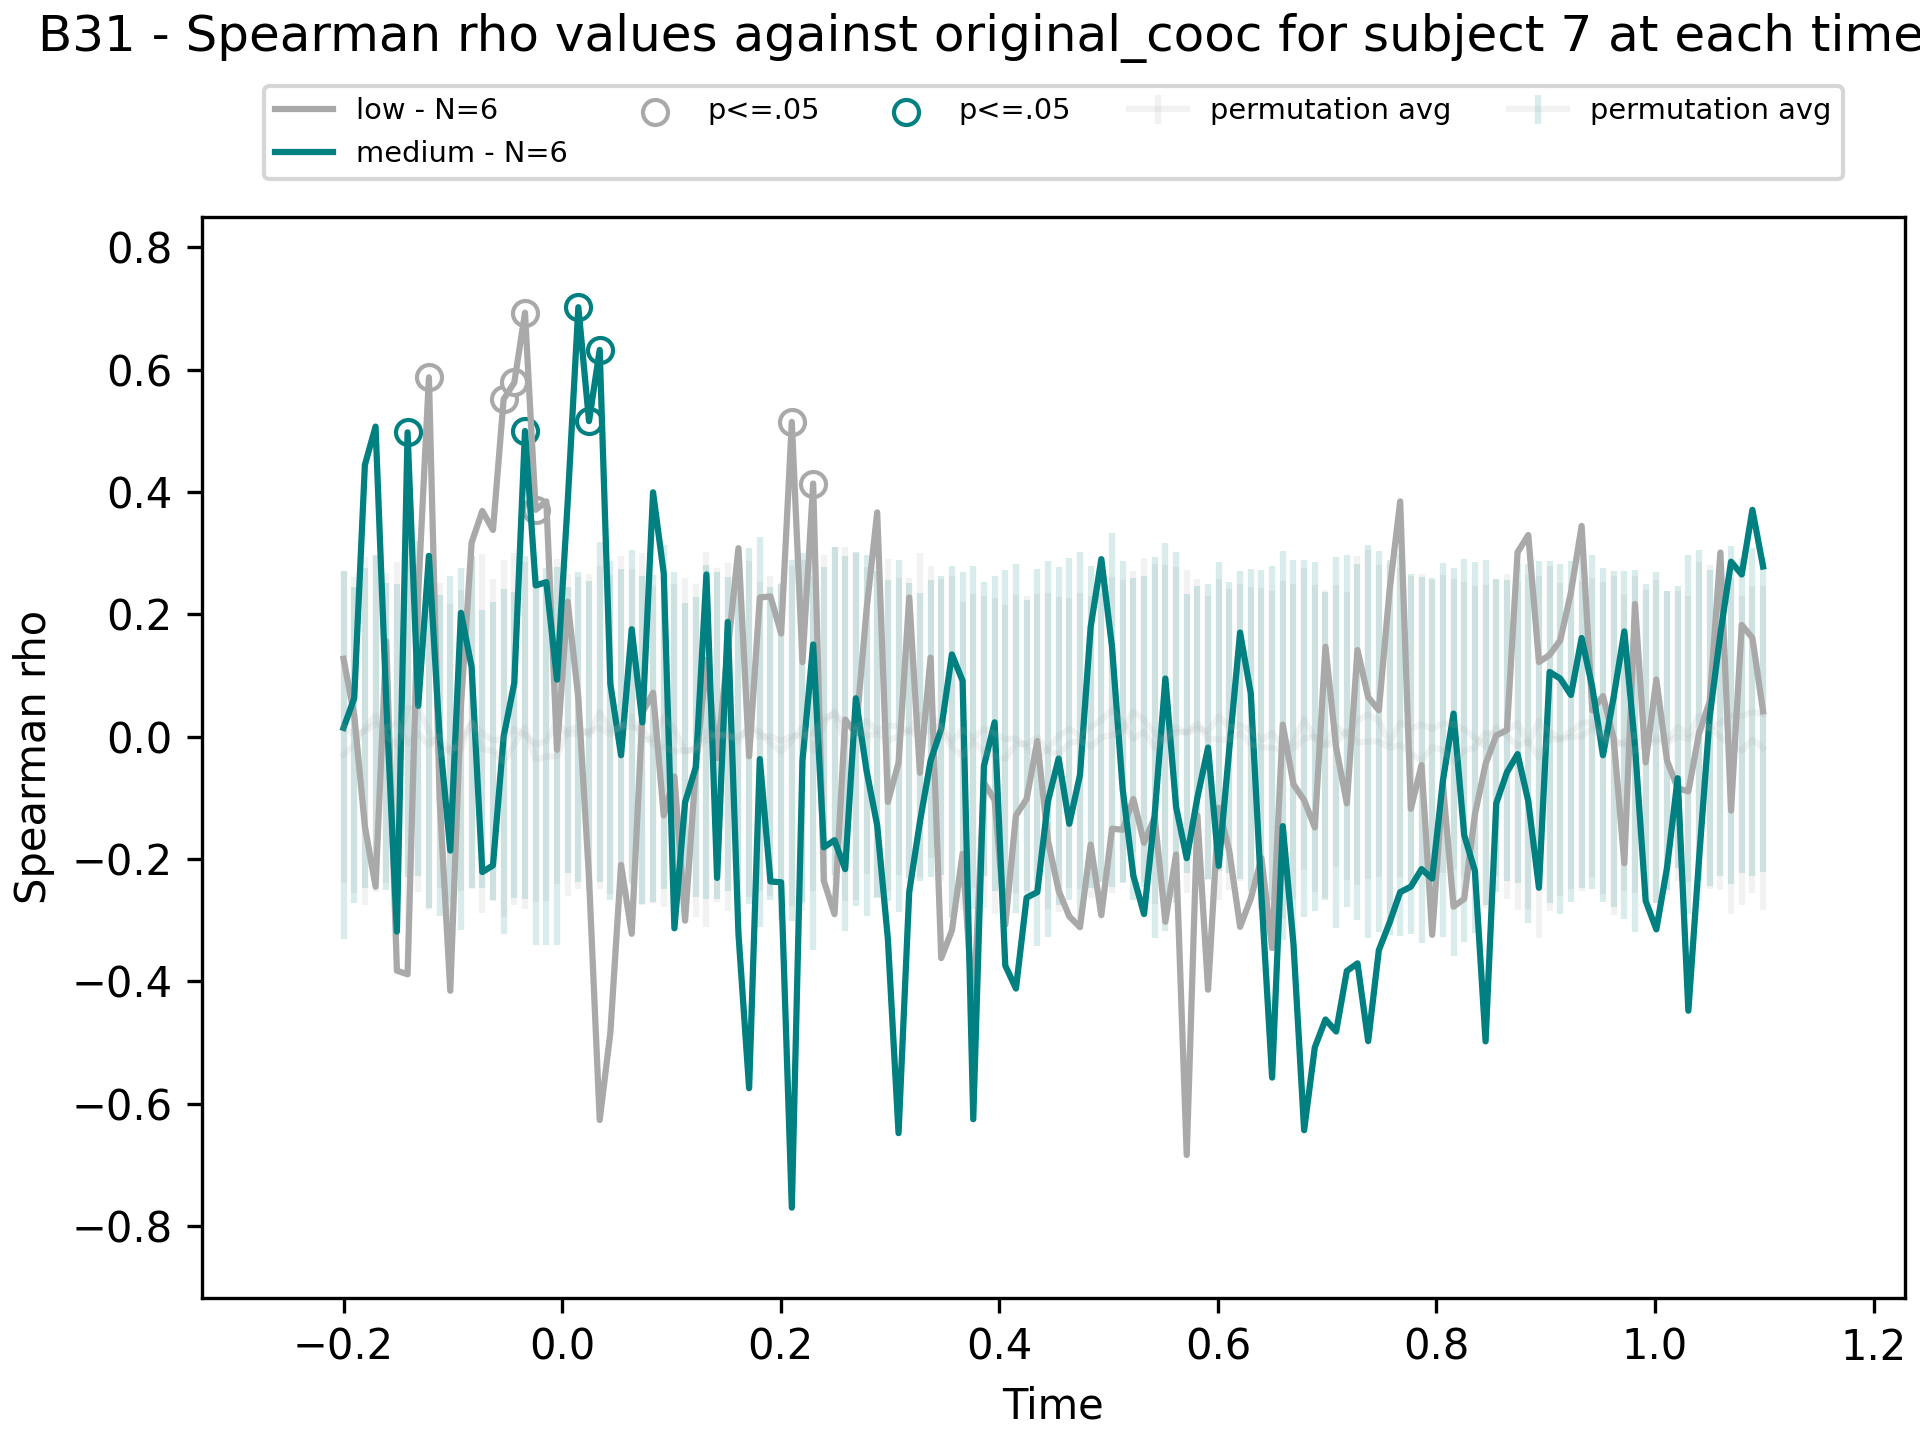 B31 - Spearman rho values against original_cooc for subject 7 at each time
low - N=6
medium - N=6
p<=.05
p<=.05
permutation avg
permutation avg
Spearman rho
0.8
0.6
0.4
0.2
0.0
−0.2
−0.4
−0.6
−0.8
−0.2
0.0
0.2
0.4
0.6
0.8
1.0
1.2
Time